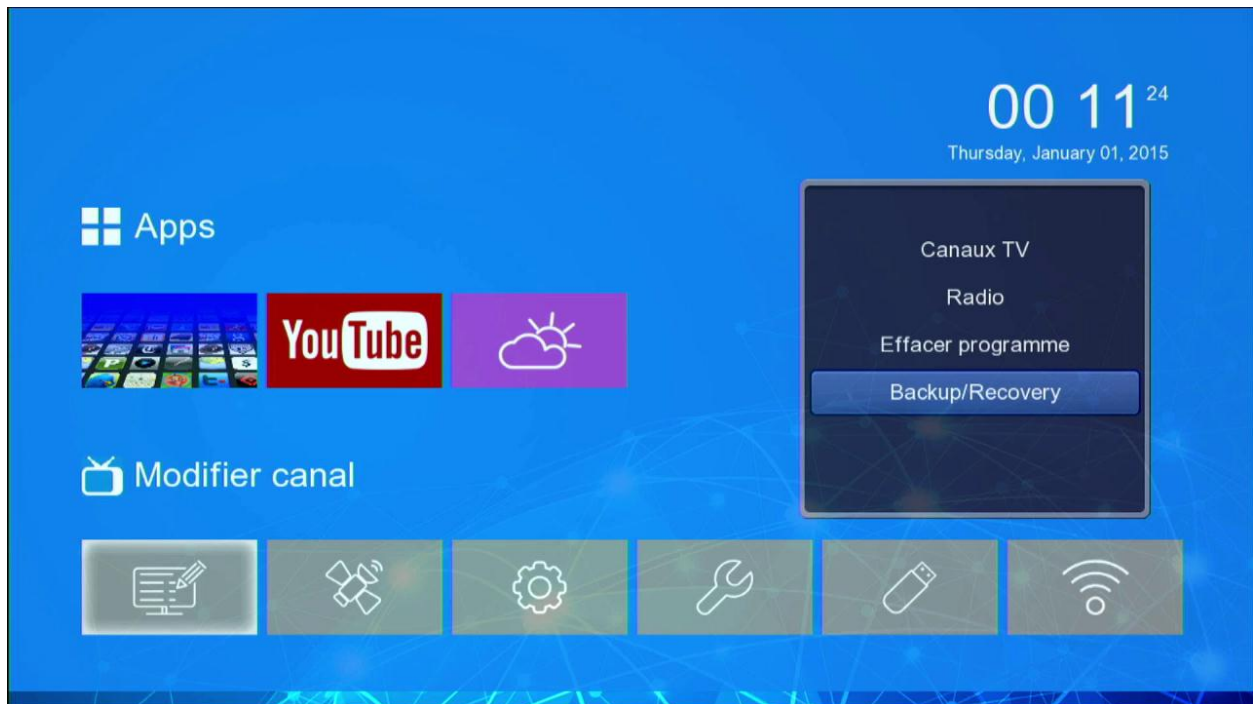 00 11 24
Thursday, January 01, 2015
Apps
Canaux TV
Radio
Effacer programme
Backup/Recovery
YouTube
Modifier canal